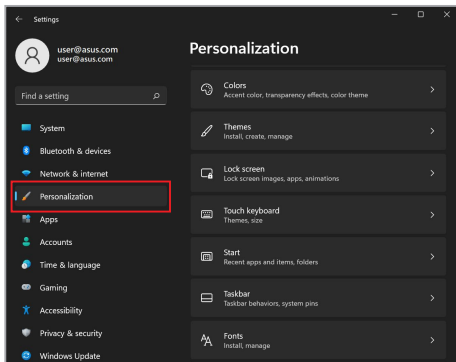 Settings
user@asus.com
user@asus.com
Find a setting
System
Bluetooth & devices
Network & internet
Personalization
Apps
Accounts
Time & language
Gaming
Accessibility
Privacy & security
Windows Update
Personalization
Colors
Accent color, transparency effects, color theme
Themes
Install, create, manage
Lock screen
Lock screen images, apps, animations
Touch keyboard
Themes, size
Start
Recent apps and items, folders
Taskbar
Taskbar behaviors, system pins
Fonts
Install, manage